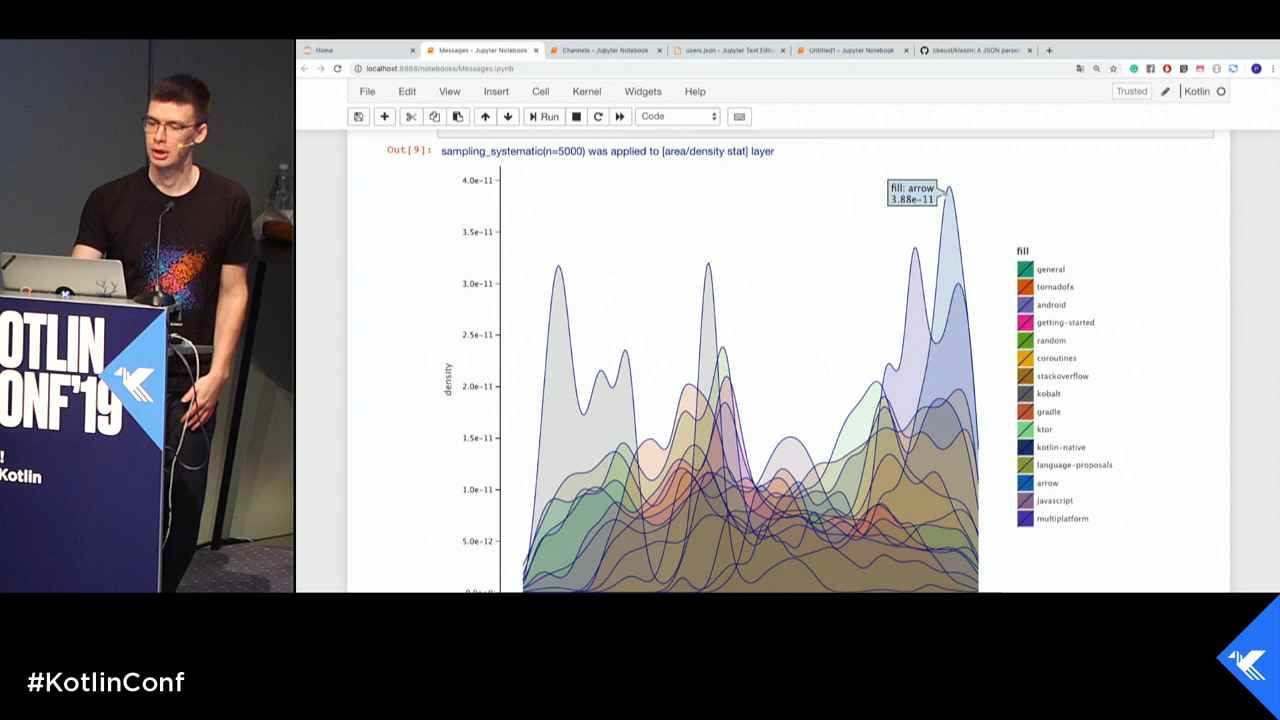 Home
Messages - Jupyter Notebook
Channels - Jupyter Notebook
users.json - Jupyter Text Edit
Untitled1 - Jupyter Notebook
cbeust/klaxon: A JSON parser
localhost:8888/notebooks/Messages.ipynb
File Edit View Insert Cell Kernel Widgets Help
Trusted
Kotlin
Run
Code
Out[9]: sampling_systematic(n=5000) was applied to [area/density stat] layer
4.0e-11
3.5e-11
3.0e-11
2.5e-11
2.0e-11
1.5e-11
1.0e-11
5.0e-12
density
fill: arrow
3.88e-11
fill
general
tornadofx
android
getting-started
random
coroutines
stackoverflow
kobalt
gradle
ktor
kotlin-native
language-proposals
arrow
javascript
multiplatform
OTLIN
ONF'19
!
Kotlin
#KotlinConf